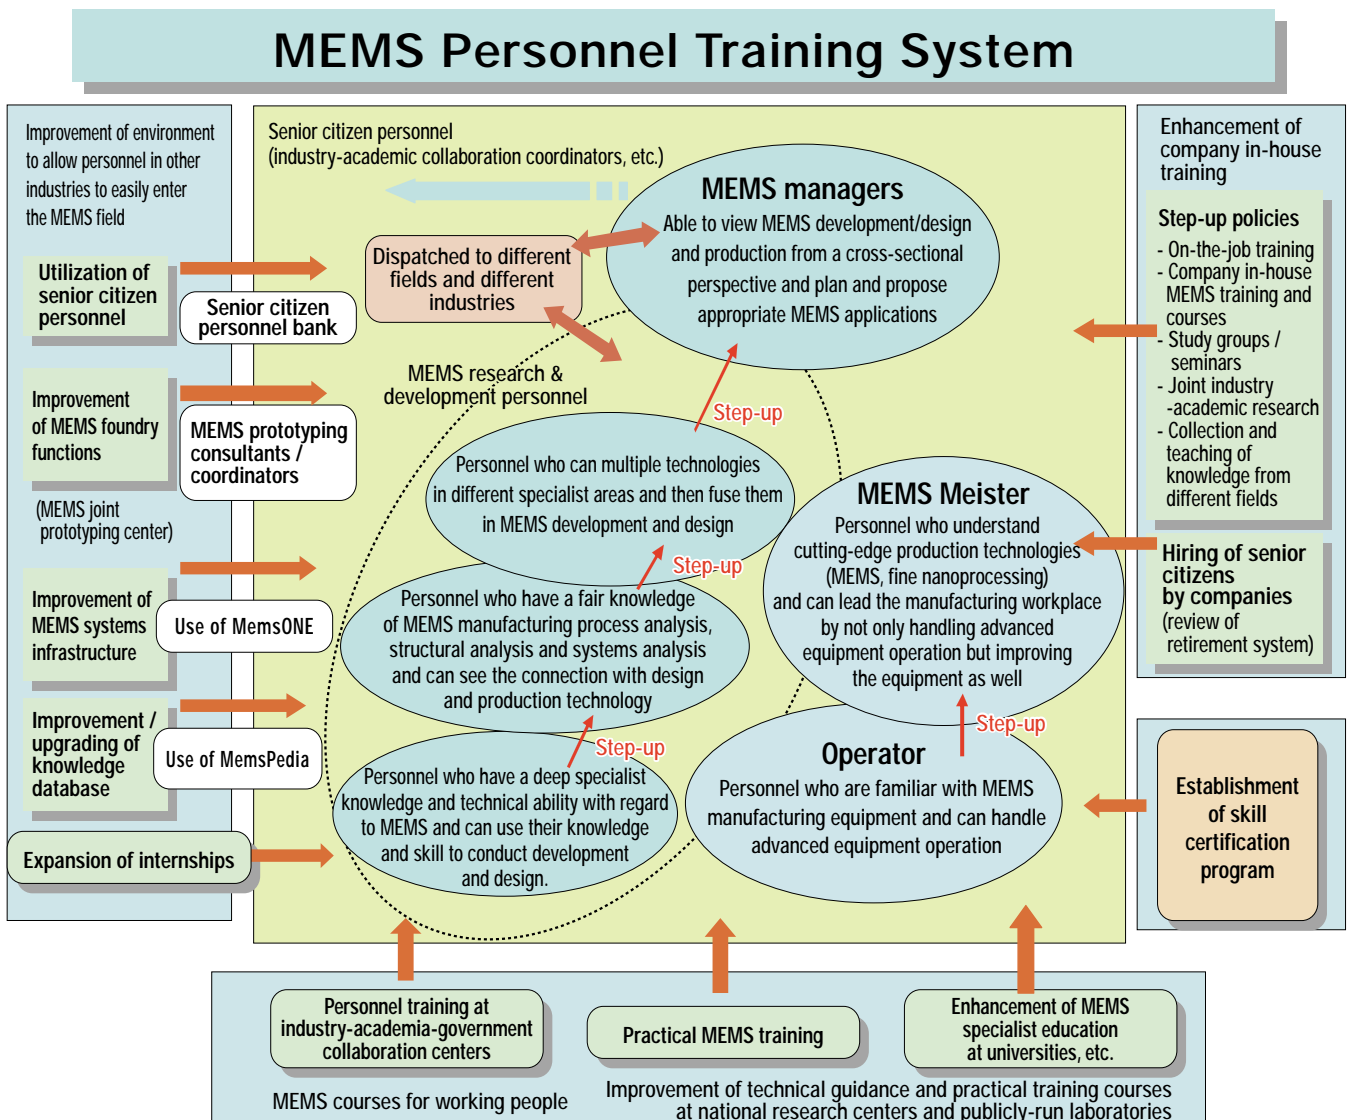 MEMS Personnel Training System
Improvement of environment
to allow personnel in other
industries to easily enter
the MEMS field
Utilization of
senior citizen
personnel
Senior citizen
personnel bank
Improvement
of MEMS foundry
functions
MEMS prototyping
consultants /
coordinators
(MEMS joint
prototyping center)
Improvement of
MEMS systems
infrastructure
Use of MemsONE
Improvement /
upgrading of
knowledge
database
Use of MemsPedia
Expansion of internships
Senior citizen personnel
(industry-academic collaboration coordinators, etc.)
MEMS managers
Able to view MEMS development/design
and production from a cross-sectional
perspective and plan and propose
appropriate MEMS applications
Dispatched to different
fields and different
industries
MEMS research &
development personnel
Step-up
Personnel who can multiple technologies
in different specialist areas and then fuse them
in MEMS development and design
Step-up
Personnel who have a fair knowledge
of MEMS manufacturing process analysis,
structural analysis and systems analysis
and can see the connection with design
and production technology
Step-up
Personnel who have a deep specialist
knowledge and technical ability with regard
to MEMS and can use their knowledge
and skill to conduct development
and design.
MEMS Meister
Personnel who understand
cutting-edge production technologies
(MEMS, fine nanoprocessing)
and can lead the manufacturing workplace
by not only handling advanced
equipment operation but improving
the equipment as well
Step-up
Operator
Personnel who are familiar with MEMS
manufacturing equipment and can handle
advanced equipment operation
Enhancement of
company in-house
training
Step-up policies
- On-the-job training
- Company in-house
MEMS training and
courses
- Study groups /
seminars
- Joint industry
-academic research
- Collection and
teaching of
knowledge from
different fields
Hiring of senior
citizens
by companies
(review of
retirement system)
Establishment
of skill
certification
program
Personnel training at
industry-academia-government
collaboration centers
Practical MEMS training
Enhancement of MEMS
specialist education
at universities, etc.
MEMS courses for working people
Improvement of technical guidance and practical training courses
at national research centers and publicly-run laboratories